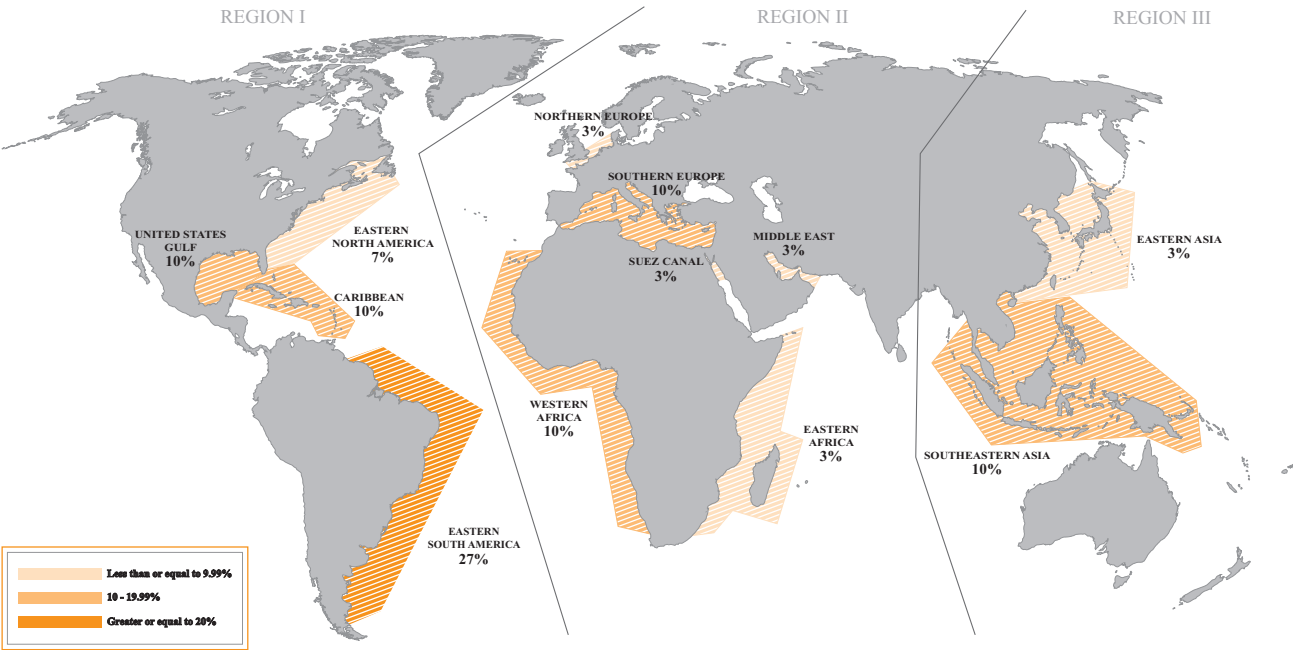 REGION I
REGION II
REGION III
NORTHERN EUROPE
3%
SOUTHERN EUROPE
10%
UNITED STATES
GULF
10%
EASTERN
NORTH AMERICA
7%
MIDDLE EAST
3%
SUEZ CANAL
3%
EASTERN ASIA
3%
CARIBBEAN
10%
WESTERN
AFRICA
10%
EASTERN
AFRICA
3%
SOUTHEASTERN ASIA
10%
EASTERN
SOUTH AMERICA
27%
Less than or equal to 9.99%
10 - 19.99%
Greater or equal to 20%